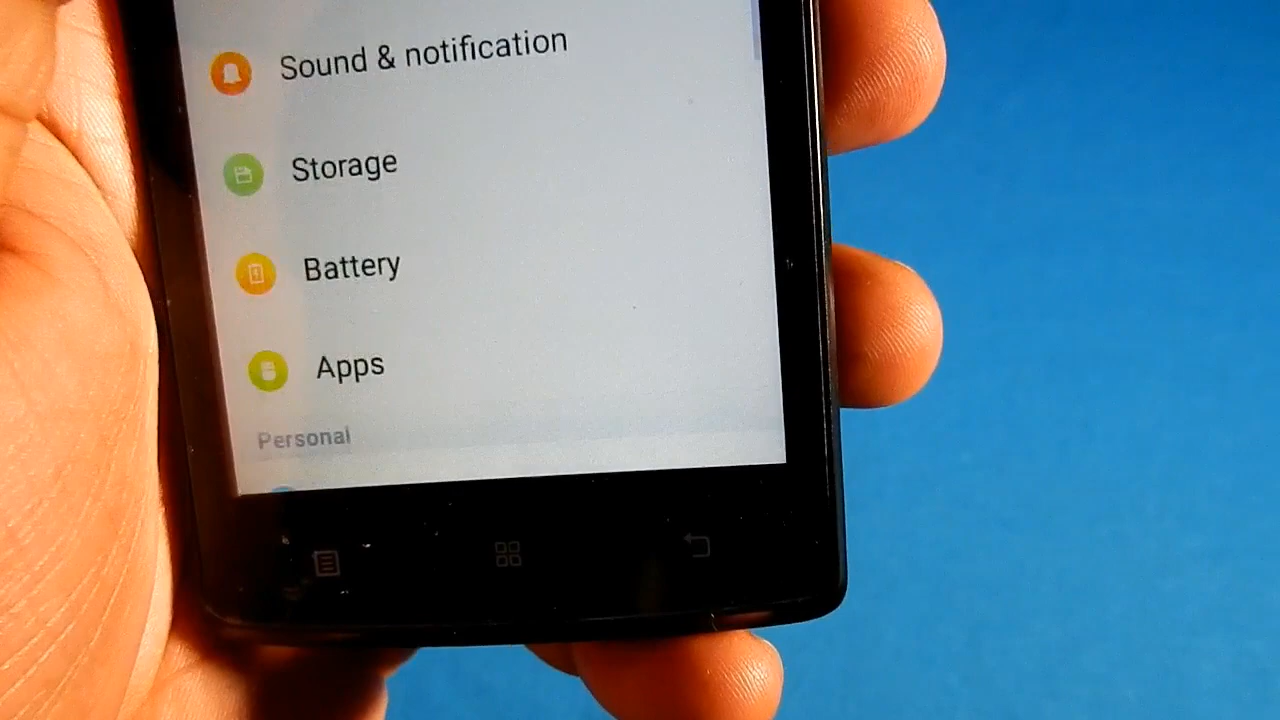 Sound & notification
Storage
Battery
Apps
Personal